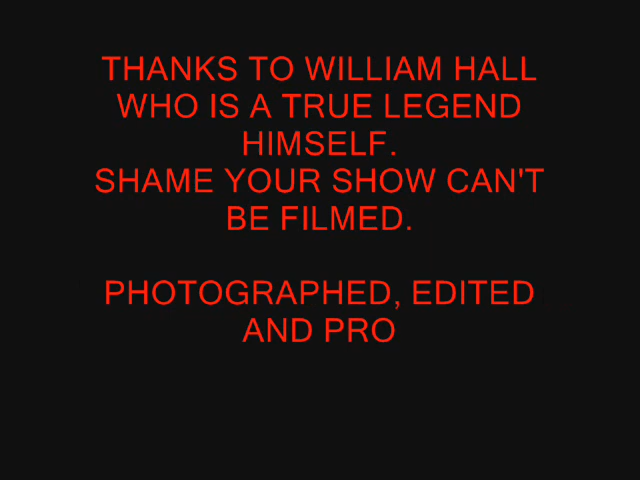 THANKS TO WILLIAM HALL
WHO IS A TRUE LEGEND
HIMSELF.
SHAME YOUR SHOW CAN'T
BE FILMED.
PHOTOGRAPHED, EDITED
AND PRO